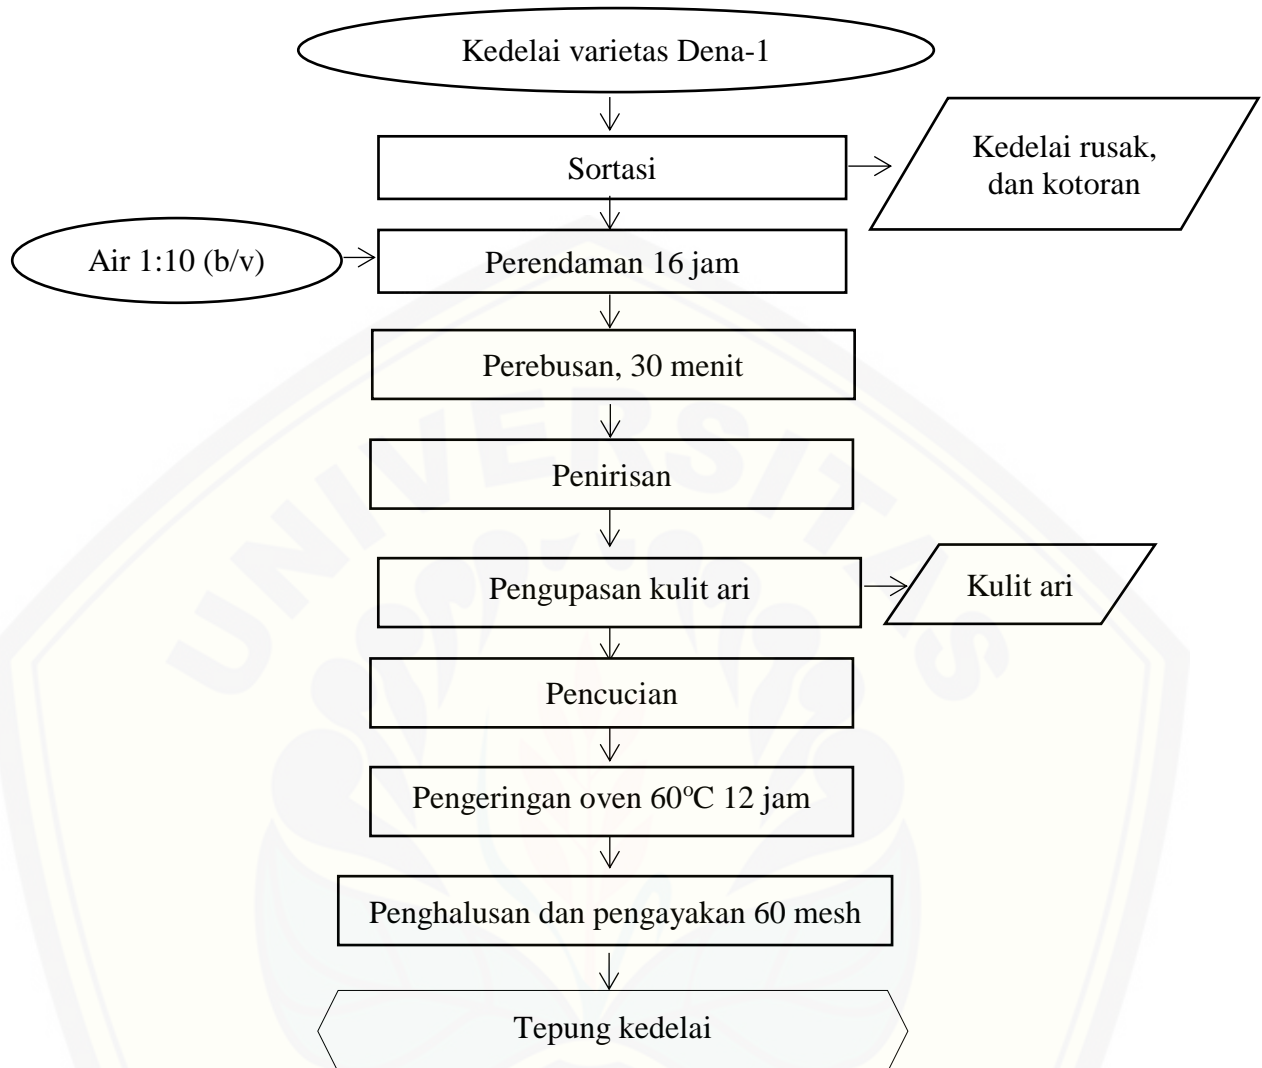 Kedelai varietas Dena-1
Sortasi
Kedelai rusak,
dan kotoran
Air 1:10 (b/v)
Perendaman 16 jam
Perebusan, 30 menit
Penirisan
Pengupasan kulit ari
Kulit ari
Pencucian
Pengeringan oven 60°C 12 jam
Penghalusan dan pengayakan 60 mesh
Tepung kedelai
UNIVERSITAS